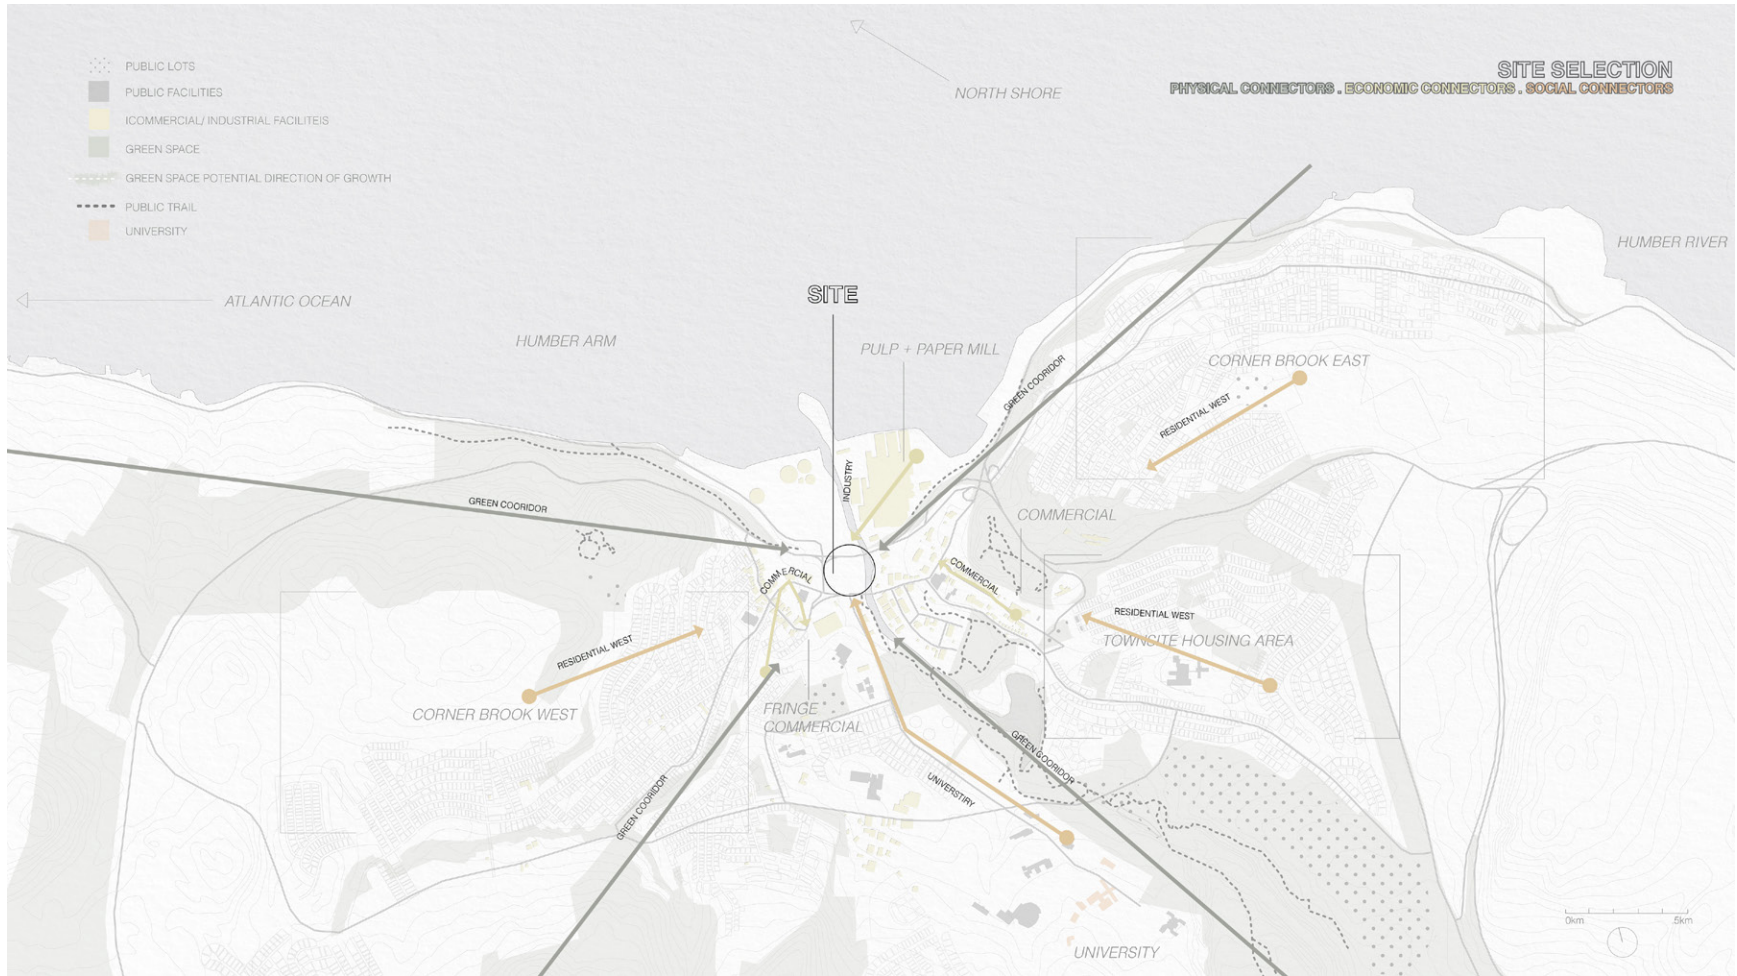 PUBLIC LOTS
PUBLIC FACILITIES
ICOMMERCIAL/ INDUSTRIAL FACILITEIS
GREEN SPACE
GREEN SPACE POTENTIAL DIRECTION OF GROWTH
PUBLIC TRAIL
UNIVERSITY
NORTH SHORE
SITE SELECTION
PHYSICAL CONNECTORS . ECONOMIC CONNECTORS . SOCIAL CONNECTORS
HUMBER RIVER
ATLANTIC OCEAN
SITE
HUMBER ARM
PULP + PAPER MILL
CORNER BROOK EAST
GREEN COORIDOR
RESIDENTIAL WEST
INDUSTRY
GREEN COORIDOR
COMMERCIAL
COMMERCIAL
COMMERCIAL
RESIDENTIAL WEST
TOWNCITE HOUSING AREA
RESIDENTIAL WEST
CORNER BROOK WEST
FRINGE
COMMERCIAL
GREEN COORIDOR
GREEN COORIDOR
UNIVERSTIRY
UNIVERSITY
0km
.5km